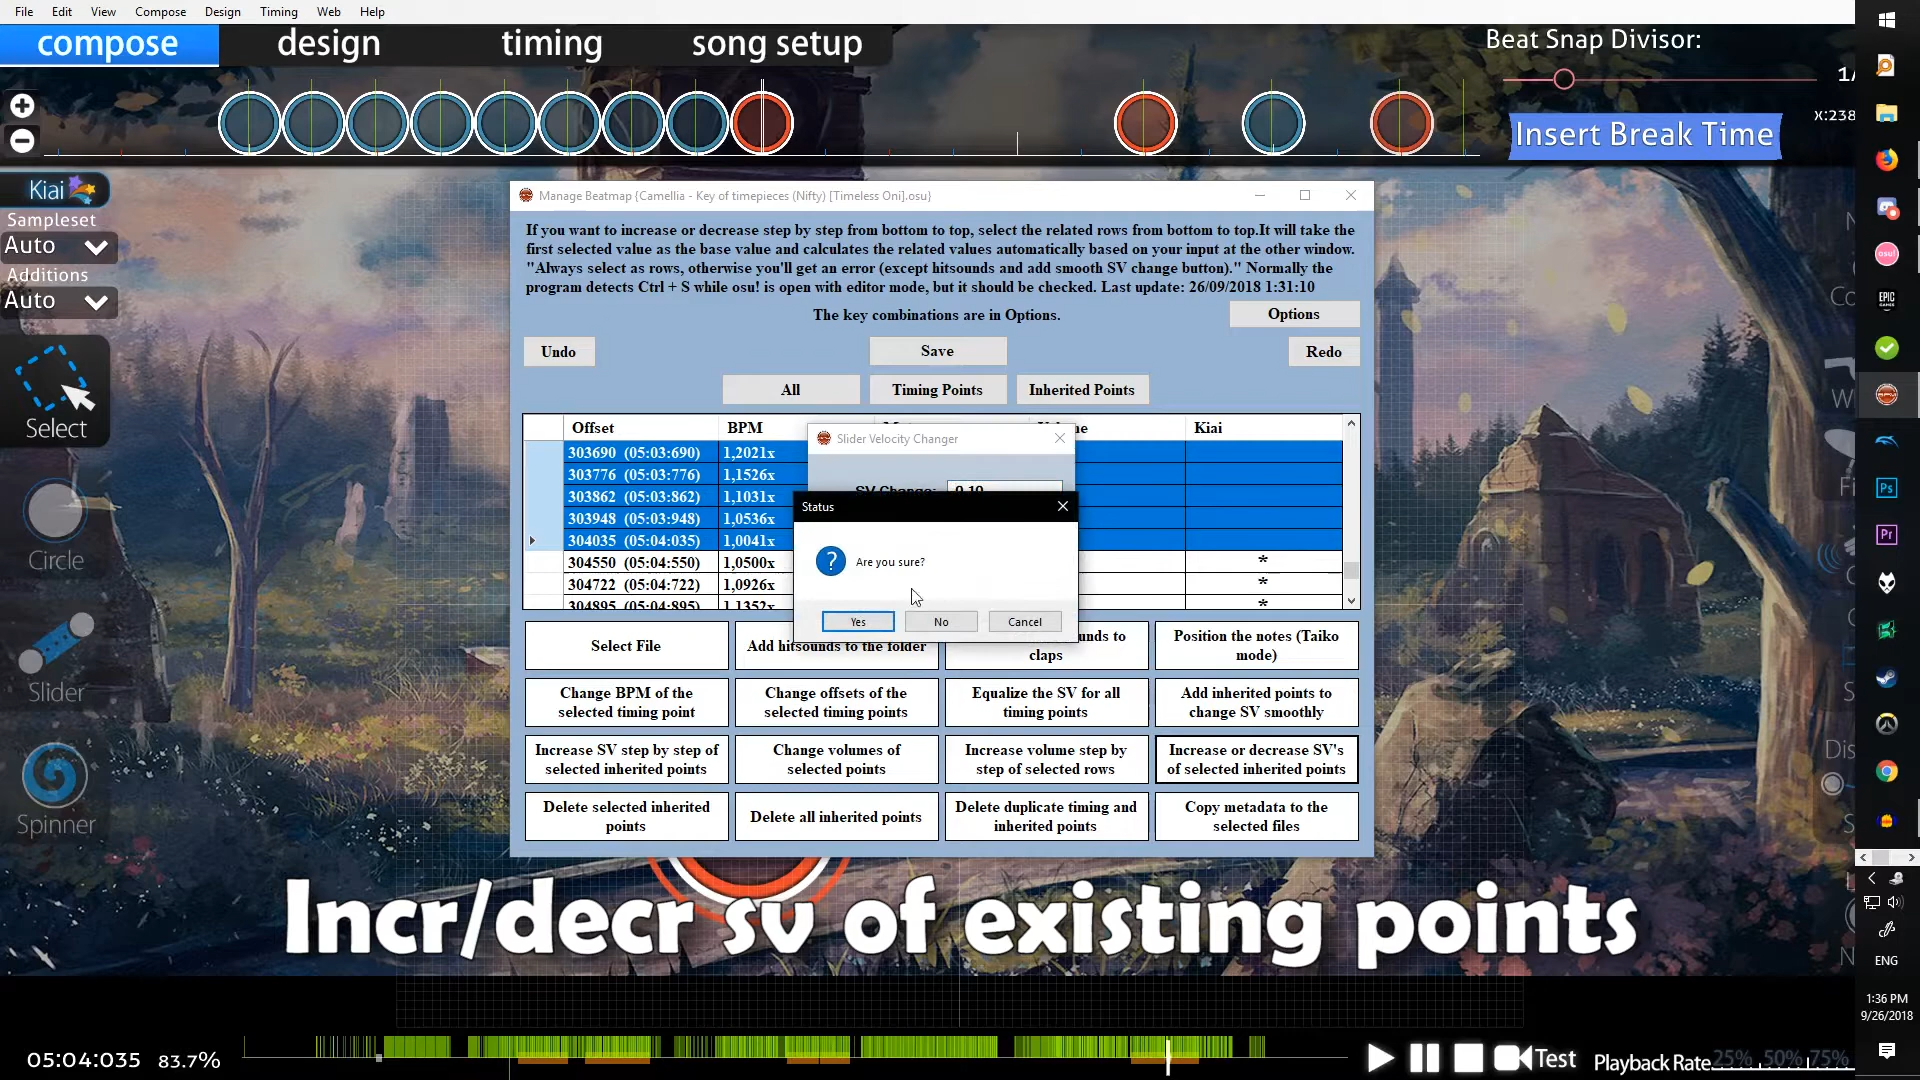 File Edit View Compose Design Timing Web Help
compose design timing song setup
Beat Snap Divisor:
Insert Break Time
x:238
Kiai
Sampleset
Auto
Additions
Auto
Select
Circle
Slider
Spinner
Manage Beatmap {Camellia - Key of timepieces (Nifty) [Timeless Oni].osu}
If you want to increase or decrease step by step from bottom to top, select the related rows from bottom to top.It will take the
first selected value as the base value and calculates the related values automatically based on your input at the other window.
"Always select as rows, otherwise you'll get an error (except hitsounds and add smooth SV change button)." Normally the
program detects Ctrl + S while osu! is open with editor mode, but it should be checked. Last update: 26/09/2018 1:31:10
The key combinations are in Options.
Options
Undo Save Redo
All Timing Points Inherited Points
Offset BPM Kiai
303690 (05:03:690) 1,2021x
303776 (05:03:776) 1,1526x
303862 (05:03:862) 1,1031x
303948 (05:03:948) 1,0536x
304035 (05:04:035) 1,0041x
304550 (05:04:550) 1,0500x *
304722 (05:04:722) 1,0926x *
304895 (05:04:895) 1,1352x *
Slider Velocity Changer
Status
Are you sure?
Yes No Cancel
Select File
Add hitsounds to the folder
unds to
claps
Position the notes (Taiko
mode)
Change BPM of the
selected timing point
Change offsets of the
selected timing points
Equalize the SV for all
timing points
Add inherited points to
change SV smoothly
Increase SV step by step of
selected inherited points
Change volumes of
selected points
Increase volume step by
step of selected rows
Increase or decrease SV's
of selected inherited points
Delete selected inherited
points
Delete all inherited points
Delete duplicate timing and
inherited points
Copy metadata to the
selected files
Incr/decr sv of existing points
05:04:035 83.7%
Test
Playback Rate 25% 50% 75%
osu!
EPIC
GAMES
Ps
Pr
ENG
1:36 PM
9/26/2018